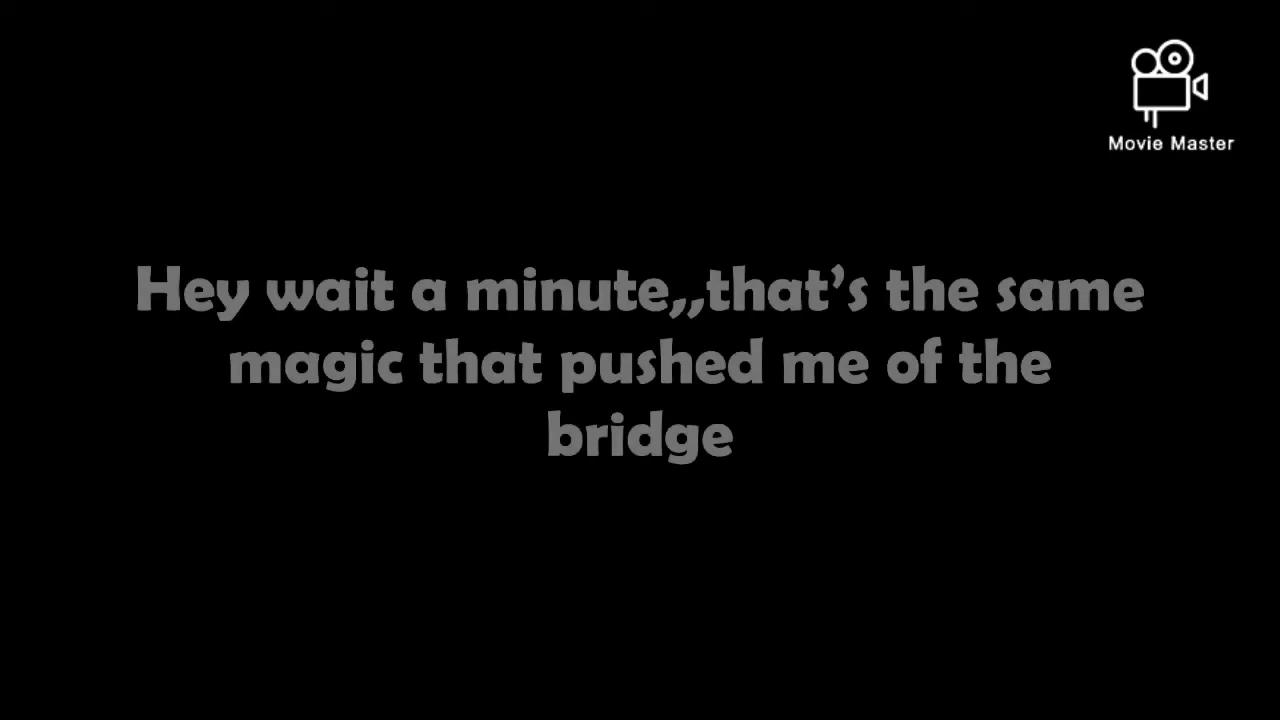 Movie Master
Hey wait a minute,,that's the same
magic that pushed me of the
bridge